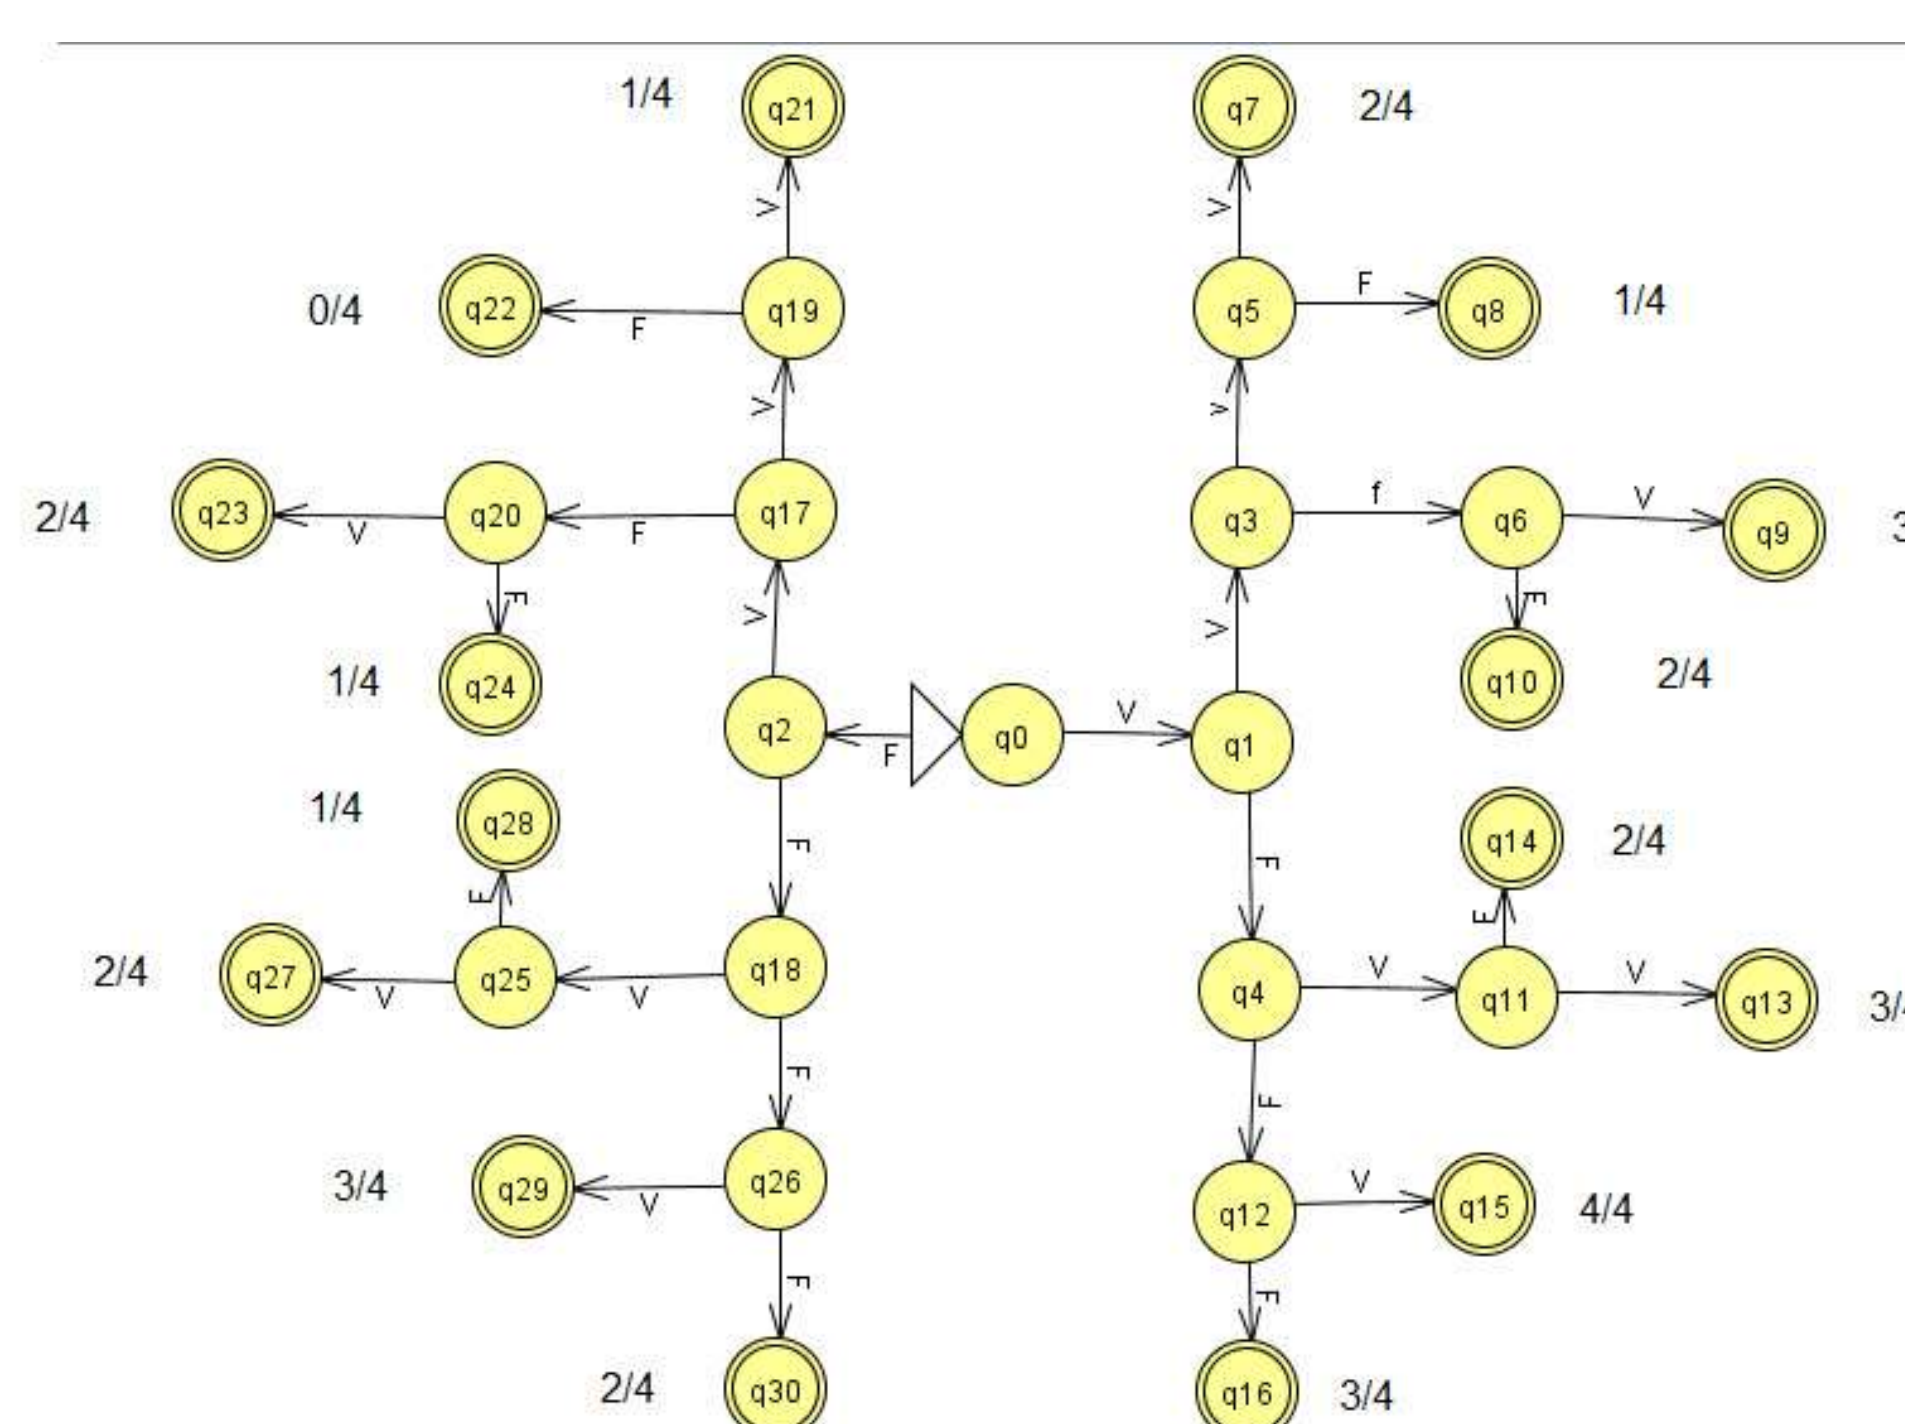 1/4 q21 q7 2/4
V V
0/4 q22 F q19 q5 F q8 1/4
V v
2/4 q23 V q20 F q17 q3 f q6 V q9
F V V F
1/4 q24 q10 2/4
q2 F q0 V q1
1/4 q28 F F q14 2/4
F F
2/4 q27 V q25 V q18 q4 V q11 V q13
F F
3/4 q29 V q26 q12 V q15 4/4
F F
2/4 q30 q16 3/4